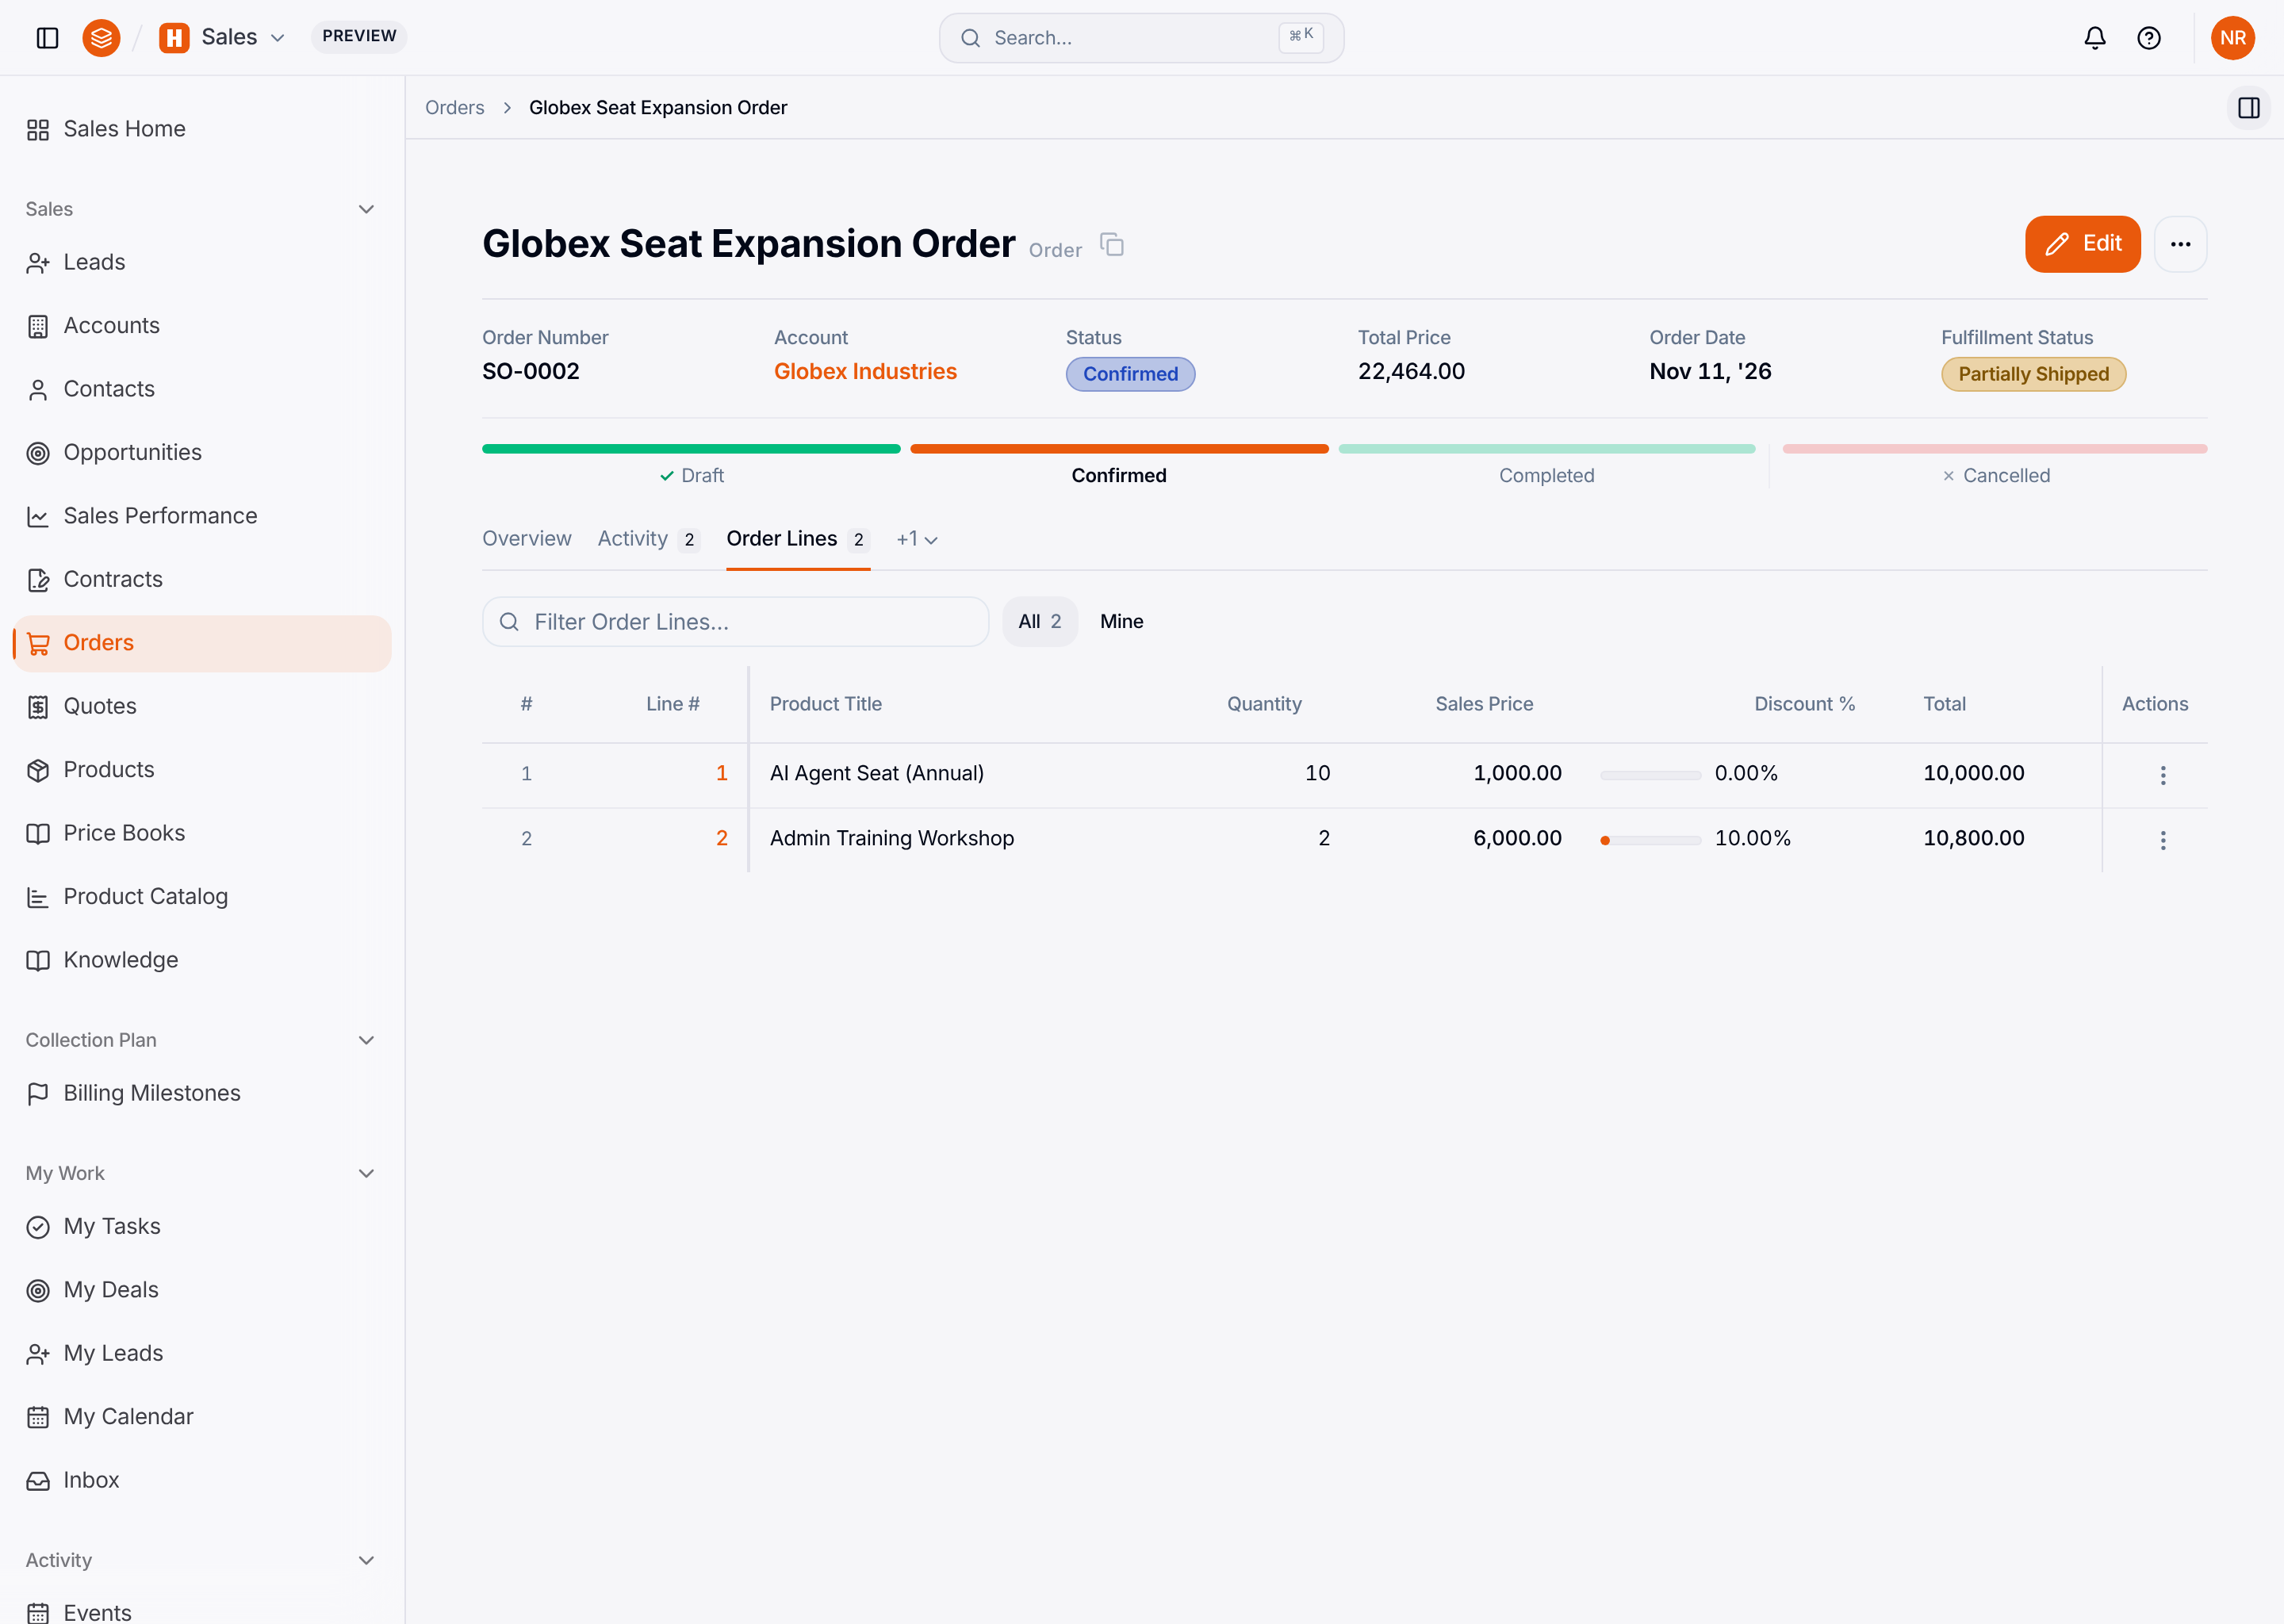 H Sales PREVIEW Search... ⌘K NR
Sales Home
Sales
Leads
Accounts
Contacts
Opportunities
Sales Performance
Contracts
Orders
Quotes
Products
Price Books
Product Catalog
Knowledge
Collection Plan
Billing Milestones
My Work
My Tasks
My Deals
My Leads
My Calendar
Inbox
Activity
Events
Orders > Globex Seat Expansion Order
Globex Seat Expansion Order Order
Edit
Order Number Account Status Total Price Order Date Fulfillment Status
SO-0002 Globex Industries Confirmed 22,464.00 Nov 11, '26 Partially Shipped
Draft Confirmed Completed Cancelled
Overview Activity 2 Order Lines 2 +1
Filter Order Lines... All 2 Mine
# Line # Product Title Quantity Sales Price Discount % Total Actions
1 1 AI Agent Seat (Annual) 10 1,000.00 0.00% 10,000.00
2 2 Admin Training Workshop 2 6,000.00 10.00% 10,800.00